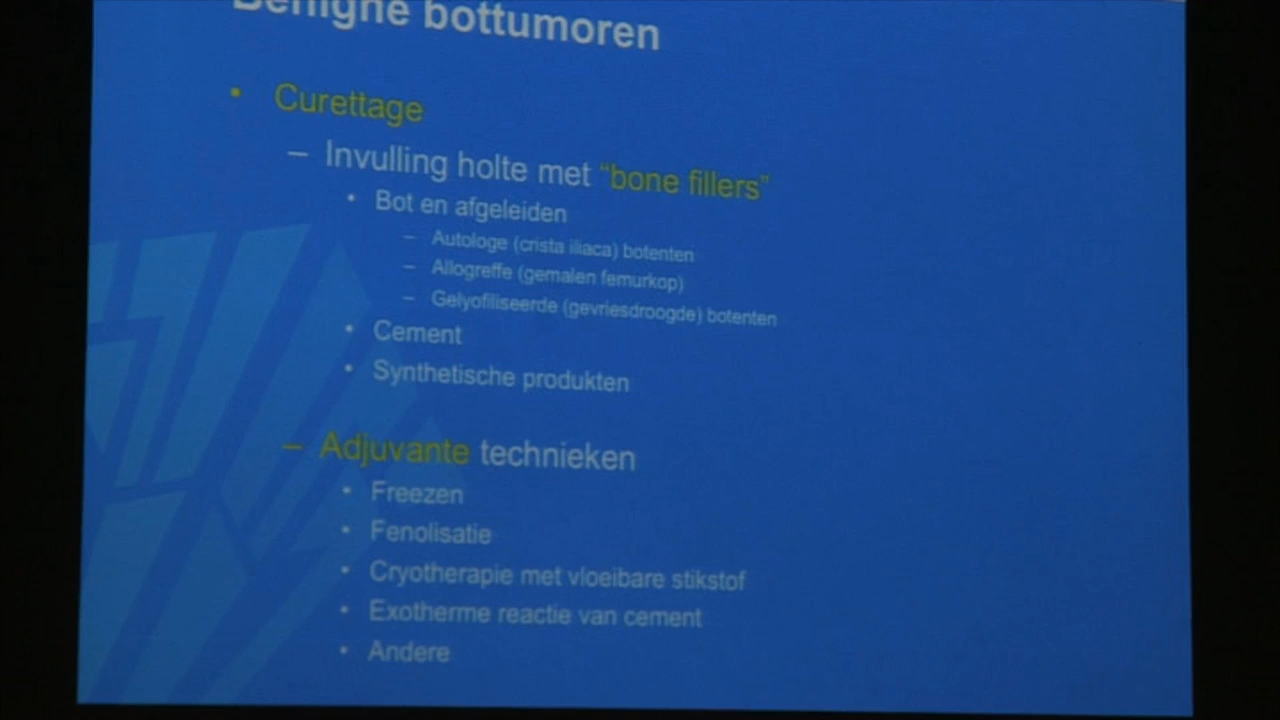 Benigne bottumoren
• Curettage
– Invulling holte met “bone fillers”
• Bot en afgeleiden
– Autologe (crista iliaca) botenten
– Allogreffe (gemalen femurkop)
– Gelyofiliseerde (gevriesdroogde) botenten
• Cement
• Synthetische produkten
– Adjuvante technieken
• Freezen
• Fenolisatie
• Cryotherapie met vloeibare stikstof
• Exotherme reactie van cement
• Andere